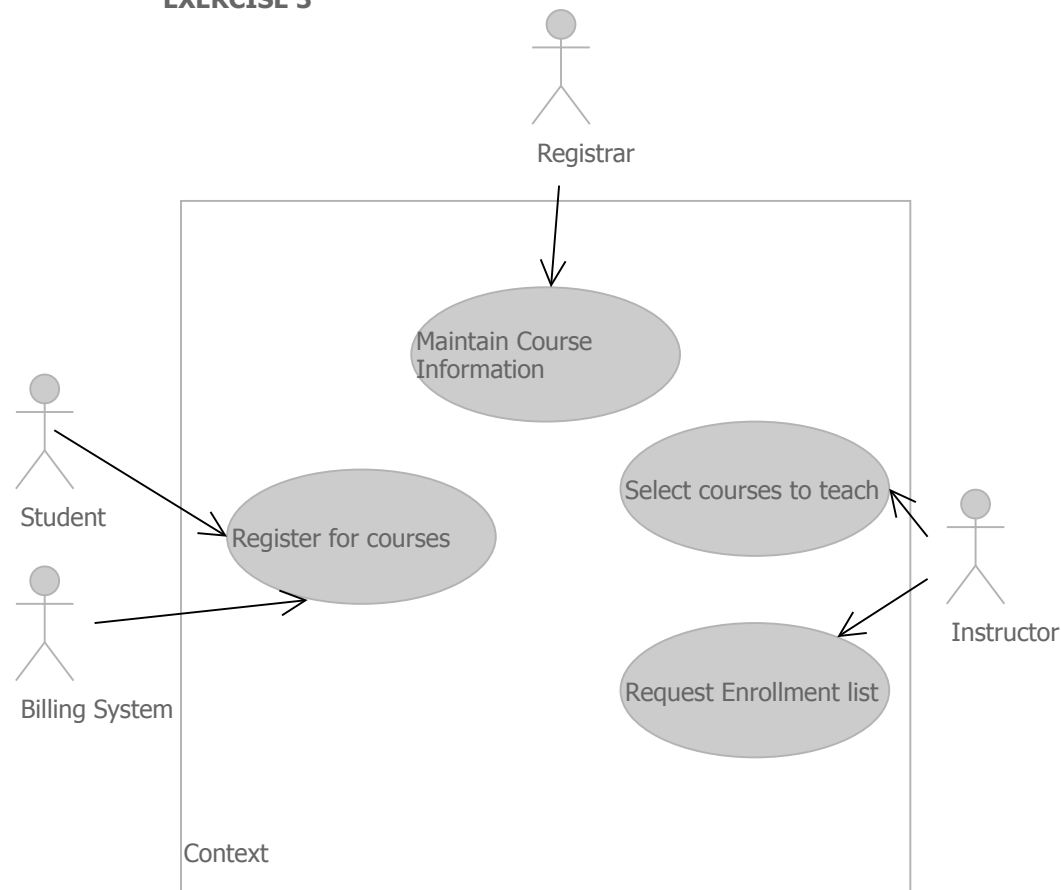 EXERCISE 3
Registrar
Maintain Course
Information
Select courses to teach
Student
Register for courses
Instructor
Request Enrollment list
Billing System
Context